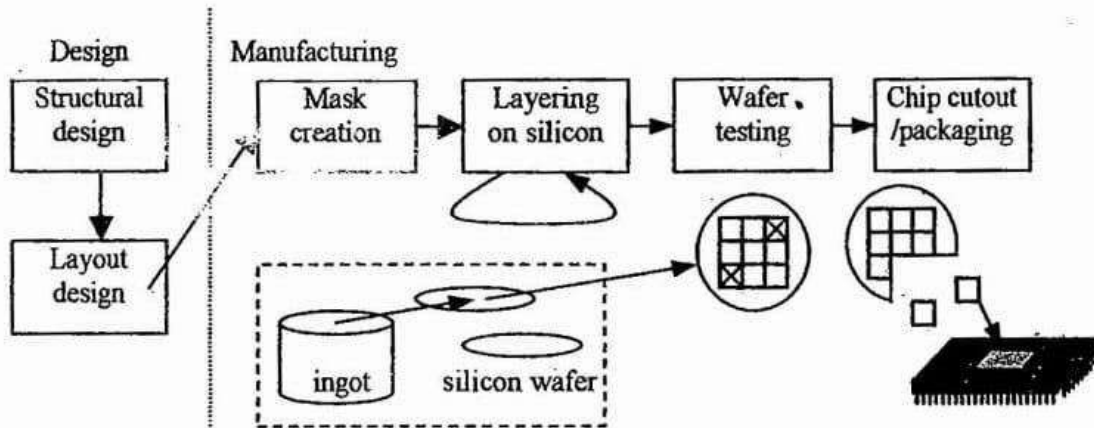 Design
Manufacturing
Structural
design
Mask
creation
Layering
on silicon
Wafer
testing
Chip cutout
/packaging
Layout
design
ingot
silicon wafer